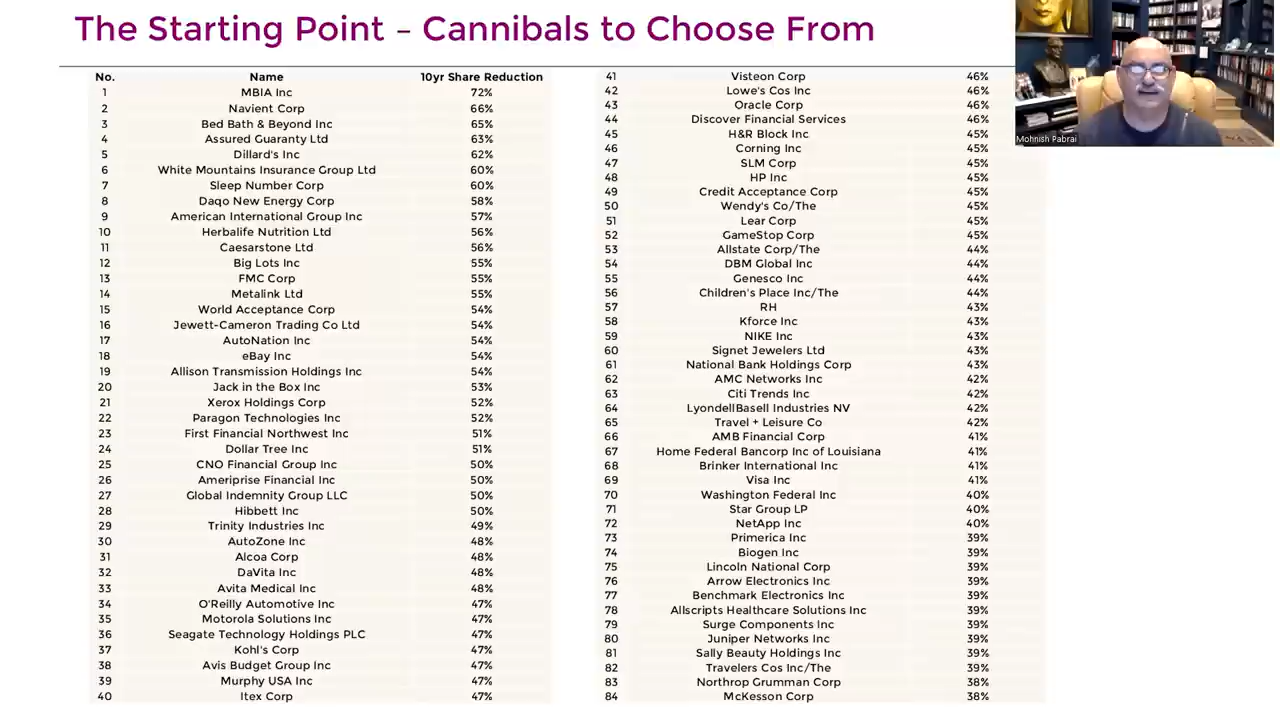 The Starting Point – Cannibals to Choose From
No. Name 10yr Share Reduction
1 MBIA Inc 72%
2 Navient Corp 66%
3 Bed Bath & Beyond Inc 65%
4 Assured Guaranty Ltd 63%
5 Dillard's Inc 62%
6 White Mountains Insurance Group Ltd 60%
7 Sleep Number Corp 60%
8 Daqo New Energy Corp 58%
9 American International Group Inc 57%
10 Herbalife Nutrition Ltd 56%
11 Caesarstone Ltd 56%
12 Big Lots Inc 55%
13 FMC Corp 55%
14 Metalink Ltd 55%
15 World Acceptance Corp 54%
16 Jewett-Cameron Trading Co Ltd 54%
17 AutoNation Inc 54%
18 eBay Inc 54%
19 Allison Transmission Holdings Inc 54%
20 Jack in the Box Inc 53%
21 Xerox Holdings Corp 52%
22 Paragon Technologies Inc 52%
23 First Financial Northwest Inc 51%
24 Dollar Tree Inc 51%
25 CNO Financial Group Inc 50%
26 Ameriprise Financial Inc 50%
27 Global Indemnity Group LLC 50%
28 Hibbett Inc 50%
29 Trinity Industries Inc 49%
30 AutoZone Inc 48%
31 Alcoa Corp 48%
32 DaVita Inc 48%
33 Avita Medical Inc 48%
34 O'Reilly Automotive Inc 47%
35 Motorola Solutions Inc 47%
36 Seagate Technology Holdings PLC 47%
37 Kohl's Corp 47%
38 Avis Budget Group Inc 47%
39 Murphy USA Inc 47%
40 Itex Corp 47%
41 Visteon Corp 46%
42 Lowe's Cos Inc 46%
43 Oracle Corp 46%
44 Discover Financial Services 46%
45 H&R Block Inc 45%
46 Corning Inc 45%
47 SLM Corp 45%
48 HP Inc 45%
49 Credit Acceptance Corp 45%
50 Wendy's Co/The 45%
51 Lear Corp 45%
52 GameStop Corp 45%
53 Allstate Corp/The 44%
54 DBM Global Inc 44%
55 Genesco Inc 44%
56 Children's Place Inc/The 44%
57 RH 43%
58 Kforce Inc 43%
59 NIKE Inc 43%
60 Signet Jewelers Ltd 43%
61 National Bank Holdings Corp 43%
62 AMC Networks Inc 42%
63 Citi Trends Inc 42%
64 LyondellBasell Industries NV 42%
65 Travel + Leisure Co 42%
66 AMB Financial Corp 41%
67 Home Federal Bancorp Inc of Louisiana 41%
68 Brinker International Inc 41%
69 Visa Inc 41%
70 Washington Federal Inc 40%
71 Star Group LP 40%
72 NetApp Inc 40%
73 Primerica Inc 39%
74 Biogen Inc 39%
75 Lincoln National Corp 39%
76 Arrow Electronics Inc 39%
77 Benchmark Electronics Inc 39%
78 Allscripts Healthcare Solutions Inc 39%
79 Surge Components Inc 39%
80 Juniper Networks Inc 39%
81 Sally Beauty Holdings Inc 39%
82 Travelers Cos Inc/The 39%
83 Northrop Grumman Corp 38%
84 McKesson Corp 38%
Mohnish Pabrai